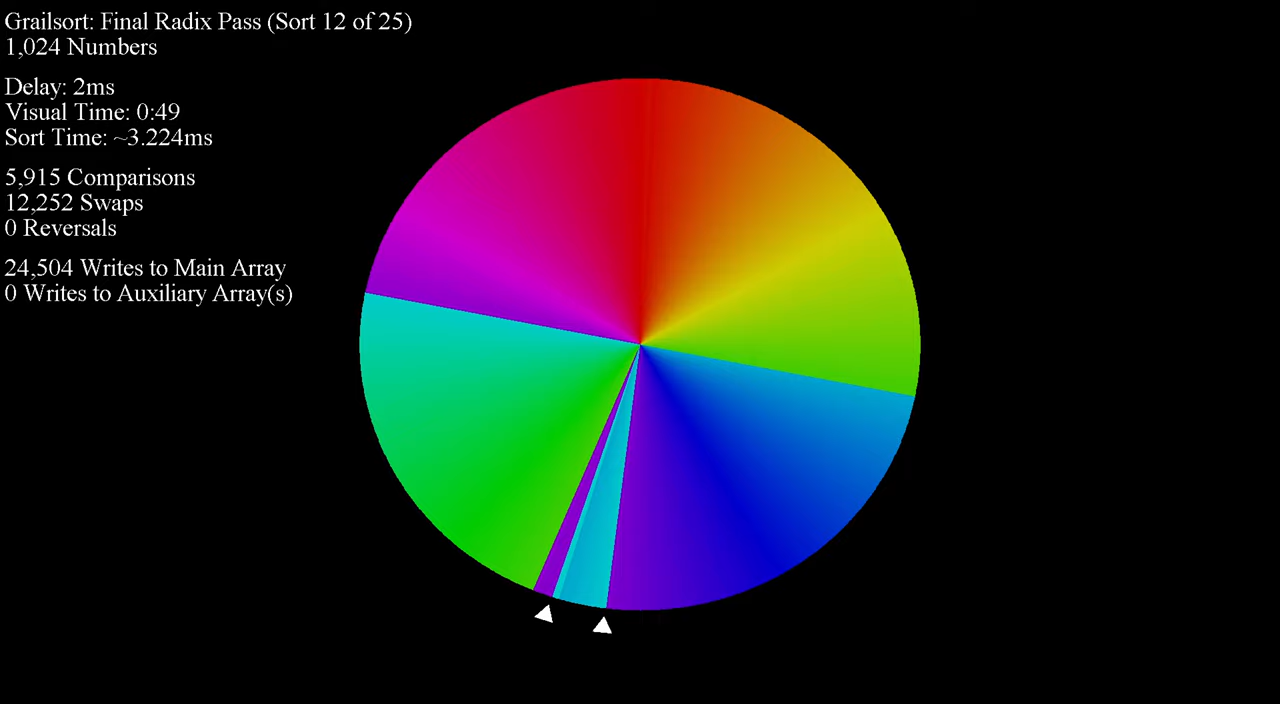 Grailsort: Final Radix Pass (Sort 12 of 25)
1,024 Numbers
Delay: 2ms
Visual Time: 0:49
Sort Time: ~3.224ms
5,915 Comparisons
12,252 Swaps
0 Reversals
24,504 Writes to Main Array
0 Writes to Auxiliary Array(s)